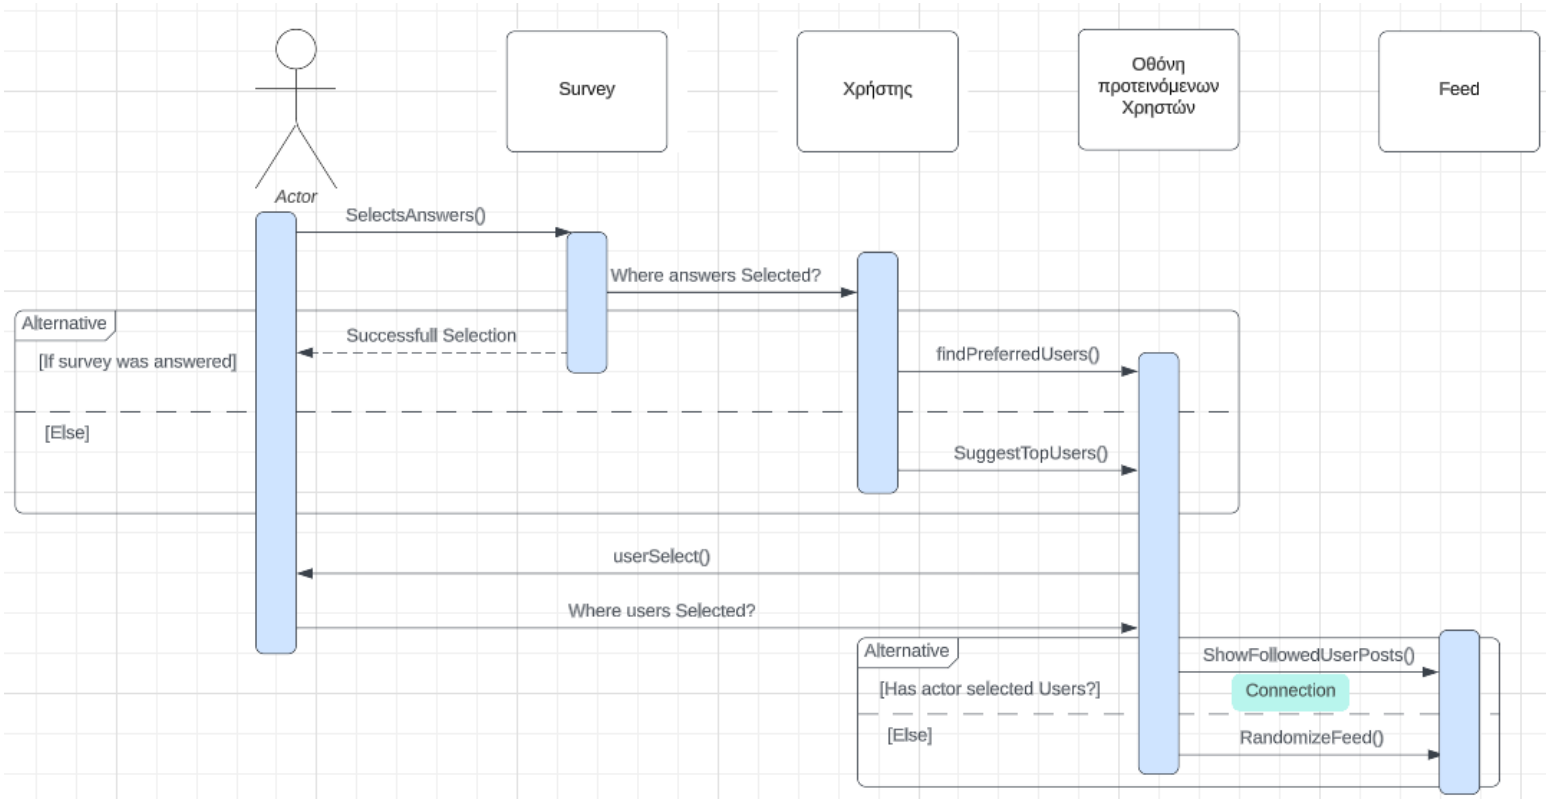 Survey
Χρήστης
Οθόνη
προτεινόμενων
Χρηστών
Feed
Actor
SelectsAnswers()
Where answers Selected?
Alternative
Successfull Selection
[If survey was answered]
findPreferredUsers()
[Else]
SuggestTopUsers()
userSelect()
Where users Selected?
Alternative
ShowFollowedUserPosts()
[Has actor selected Users?]
Connection
[Else]
RandomizeFeed()